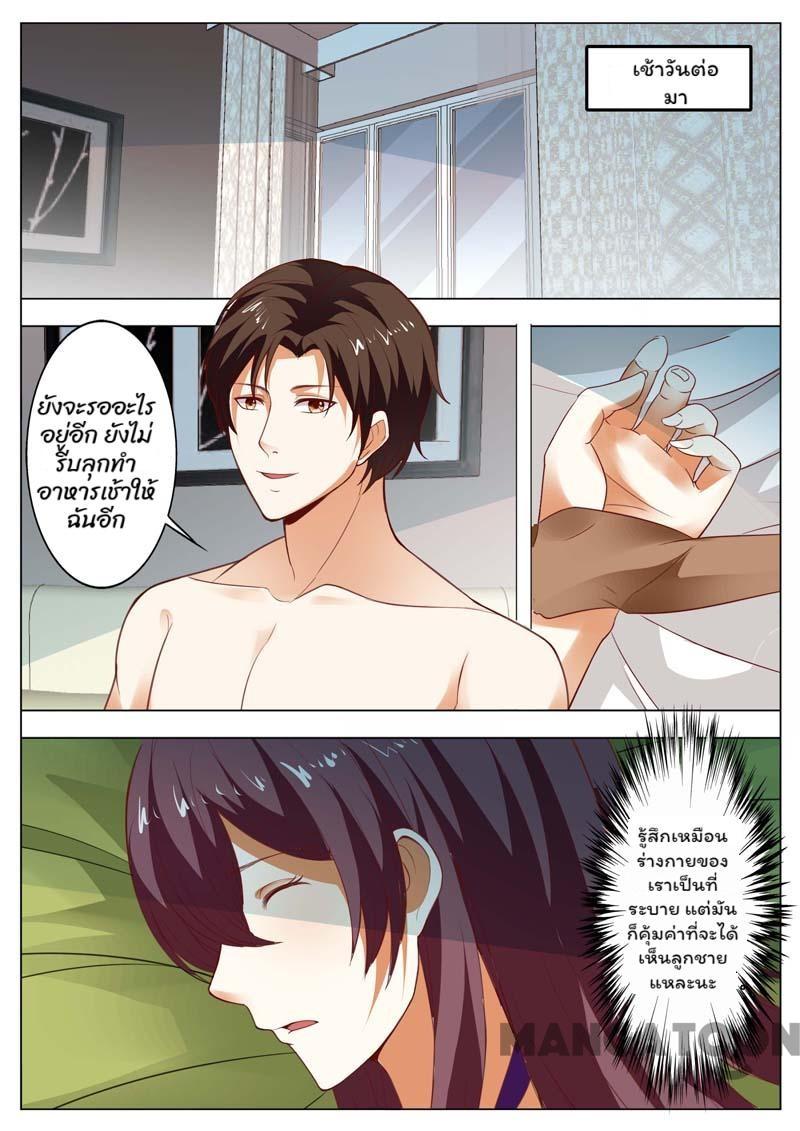 เช้าวันต่อ
มา
ยังจะรออะไร
อยู่อีก ยังไม่
รีบลุกทำ
อาหารเช้าให้
ฉันอีก
รู้สึกเหมือน
ร่างกายของ
เราเป็นที่
ระบาย แต่มัน
ก็คุ้มค่าที่จะได้
เห็นลูกชาย
แหละนะ
MANGATOON